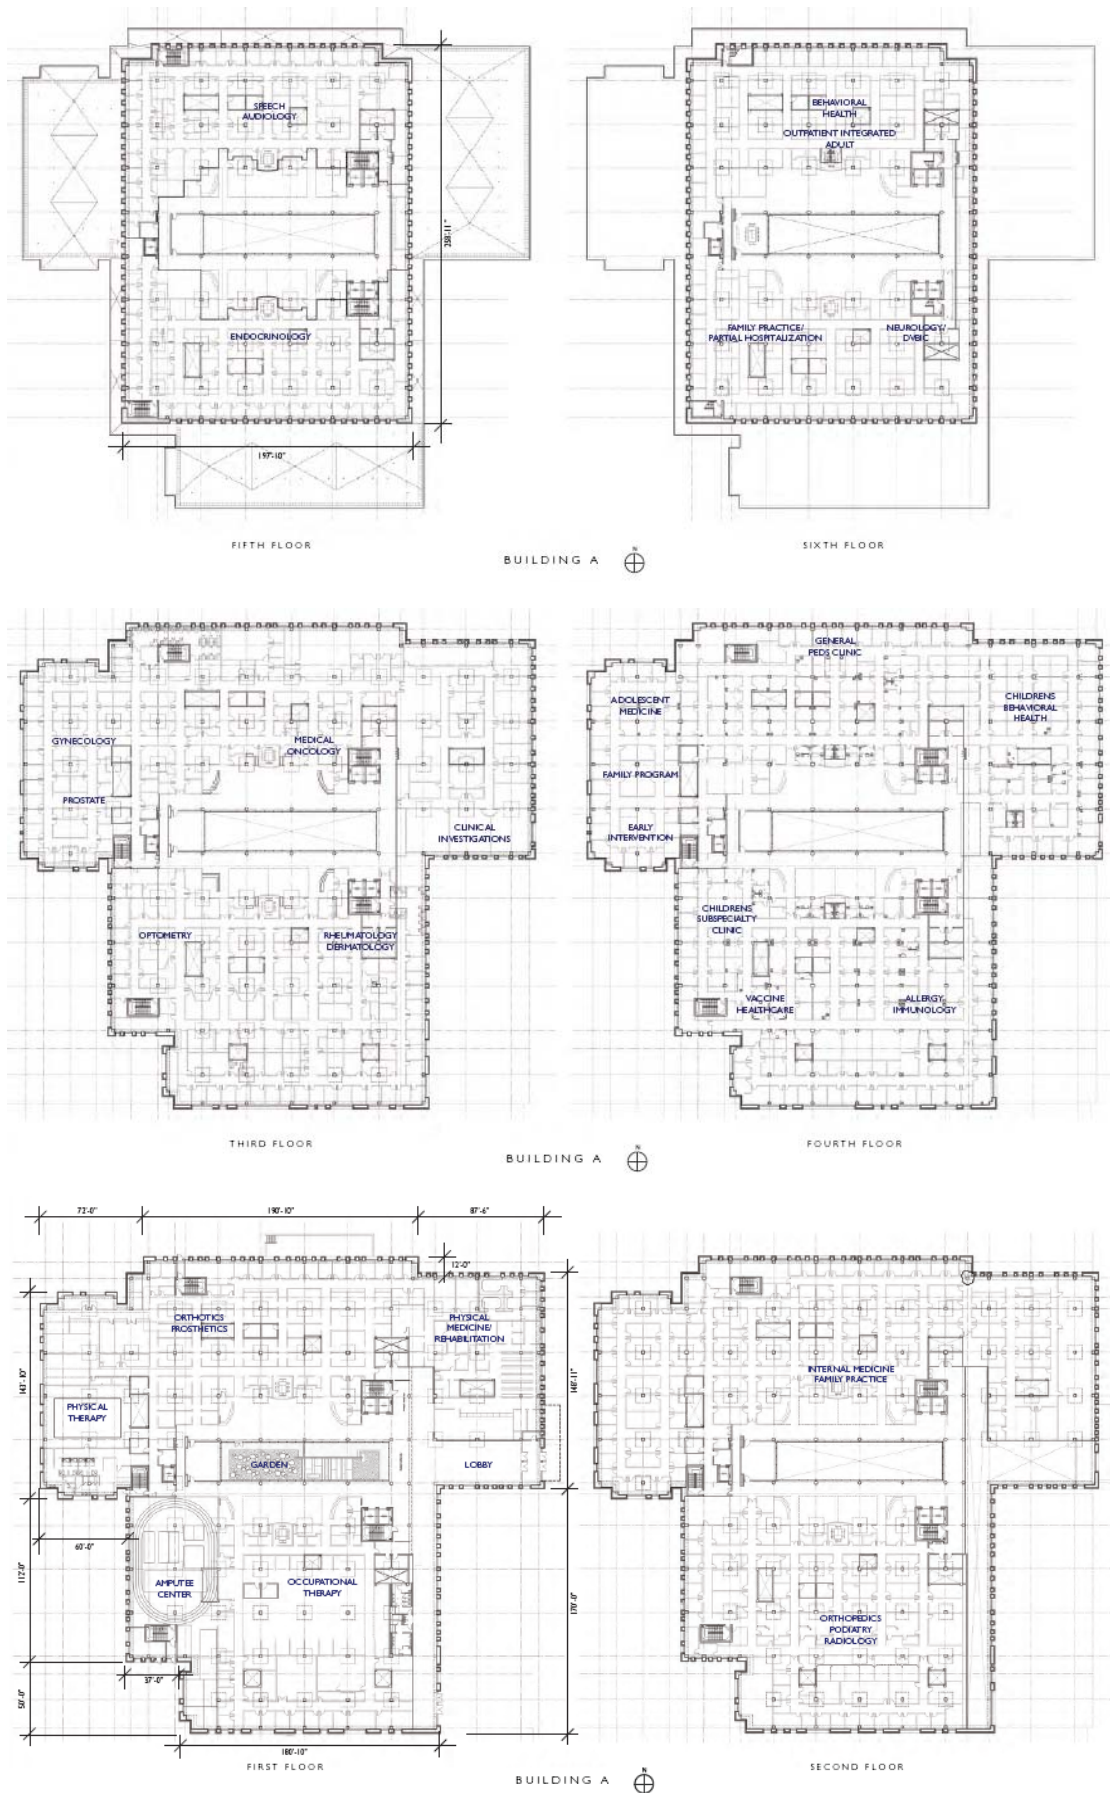 SPEECH
AUDIOLOGY
ENDOCRINOLOGY
258'-11"
197'-10"
FIFTH FLOOR
BEHAVIORAL
HEALTH
OUTPATIENT INTEGRATED
ADULT
FAMILY PRACTICE/
PARTIAL HOSPITALIZATION
NEUROLOGY/
DVBIC
SIXTH FLOOR
BUILDING A
N
GYNECOLOGY
PROSTATE
MEDICAL
ONCOLOGY
CLINICAL
INVESTIGATIONS
OPTOMETRY
RHEUMATOLOGY
DERMATOLOGY
THIRD FLOOR
GENERAL
PEDS CLINIC
ADOLESCENT
MEDICINE
CHILDRENS
BEHAVIORAL
HEALTH
FAMILY PROGRAM
EARLY
INTERVENTION
CHILDRENS
SUBSPECIALTY
CLINIC
VACCINE
HEALTHCARE
ALLERGY
IMMUNOLOGY
FOURTH FLOOR
BUILDING A
N
72'-0"
190'-10"
87'-6"
12'-0"
ORTHOTICS
PROSTHETICS
PHYSICAL
MEDICINE/
REHABILITATION
143'-10"
148'-11"
PHYSICAL
THERAPY
GARDEN
LOBBY
60'-0"
112'-0"
AMPUTEE
CENTER
OCCUPATIONAL
THERAPY
170'-0"
37'-0"
50'-0"
180'-10"
FIRST FLOOR
INTERNAL MEDICINE
FAMILY PRACTICE
ORTHOPEDICS
PODIATRY
RADIOLOGY
SECOND FLOOR
BUILDING A
N